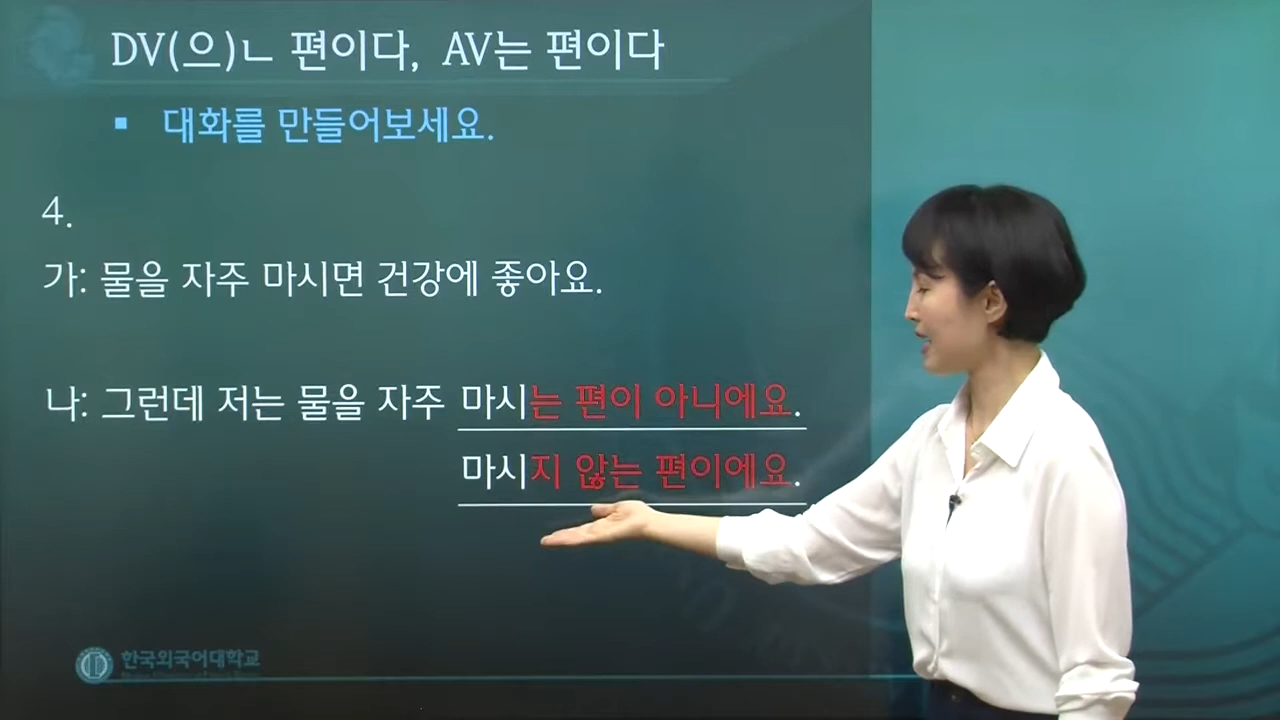 DV(으)ㄴ 편이다, AV는 편이다
▪ 대화를 만들어보세요.
4.
가: 물을 자주 마시면 건강에 좋아요.
나: 그런데 저는 물을 자주 마시는 편이 아니에요.
마시지 않는 편이에요.
한국외국어대학교